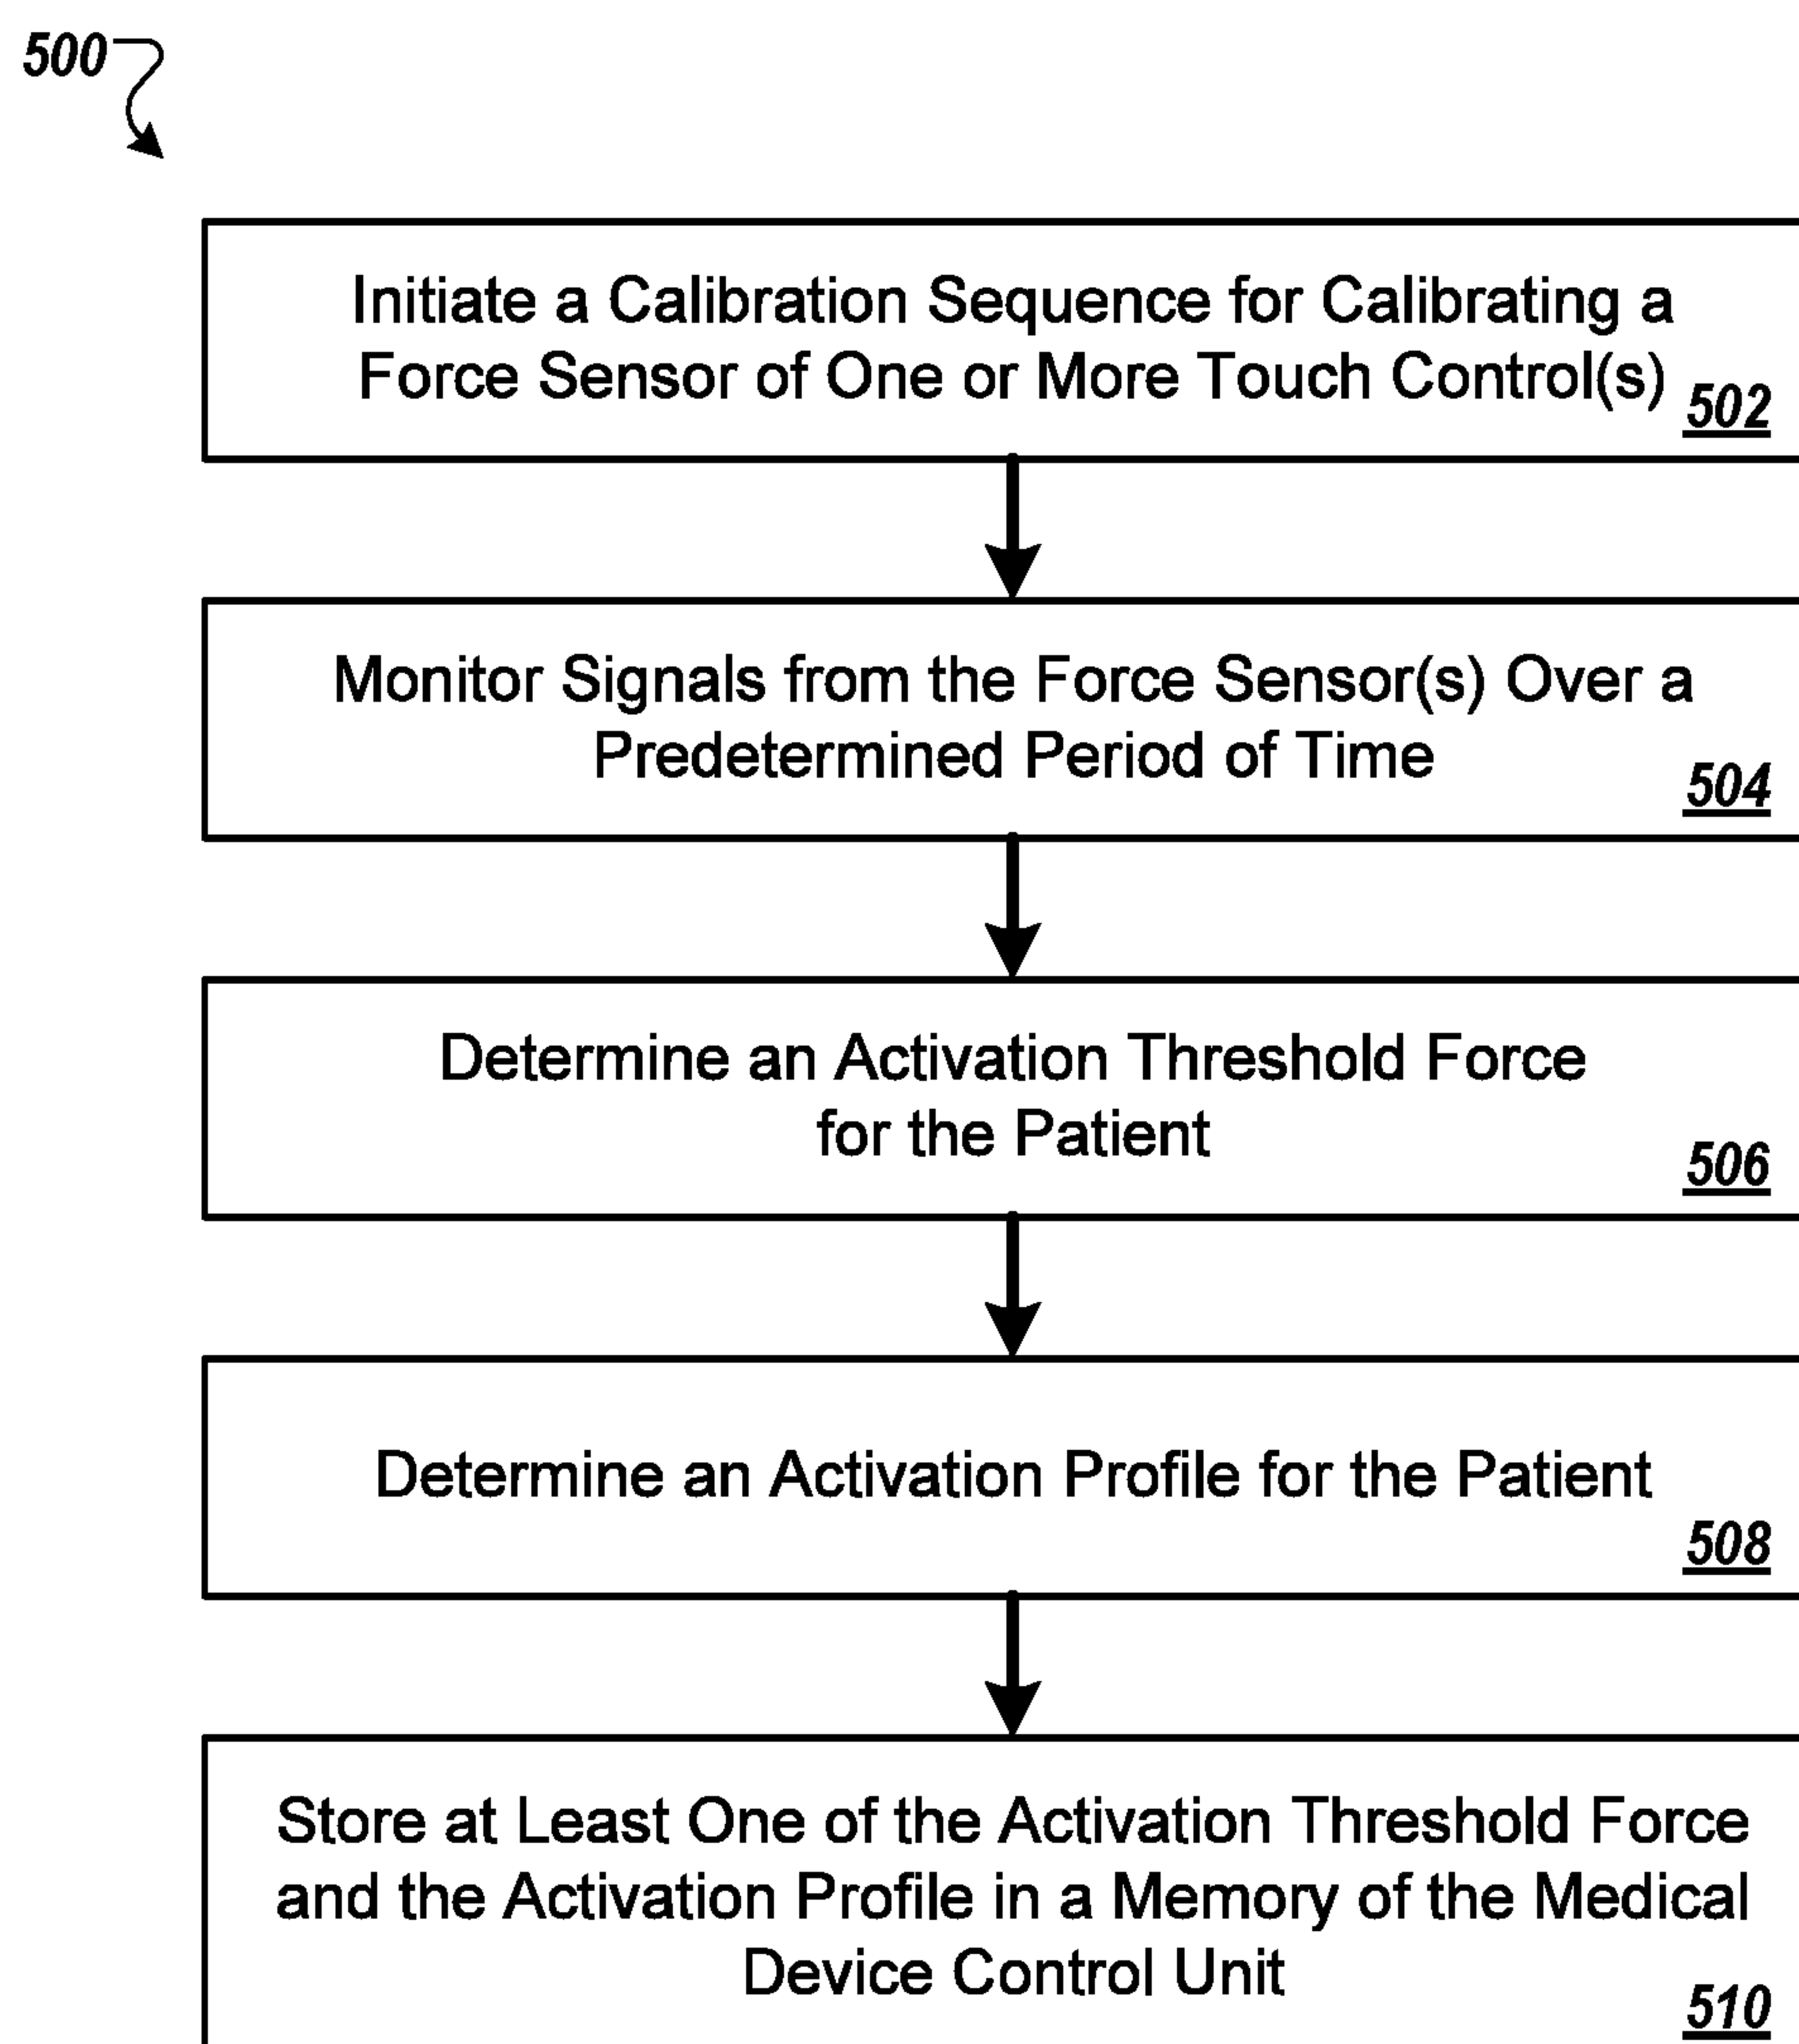 500
Initiate a Calibration Sequence for Calibrating a
Force Sensor of One or More Touch Control(s)
502
Monitor Signals from the Force Sensor(s) Over a
Predetermined Period of Time
504
Determine an Activation Threshold Force
for the Patient
506
Determine an Activation Profile for the Patient
508
Store at Least One of the Activation Threshold Force
and the Activation Profile in a Memory of the Medical
Device Control Unit
510